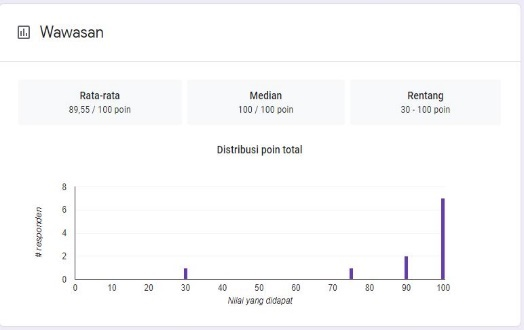 Wawasan
Rata-rata
89,55 / 100 poin
Median
100 / 100 poin
Rentang
30 - 100 poin
Distribusi poin total
# responden
8
6
4
2
0
0 10 20 30 40 50 60 70 80 90 100
Nilai yang didapat